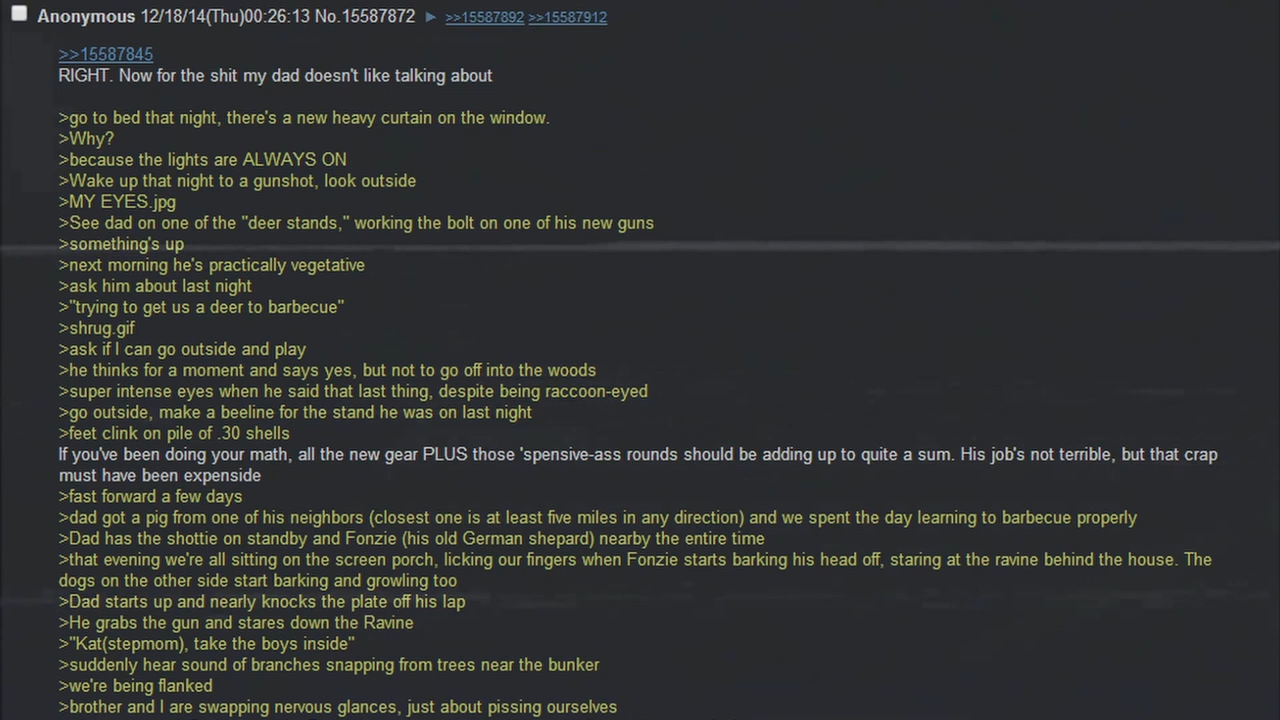 Anonymous 12/18/14(Thu)00:26:13 No.15587872 ▶ >>15587892 >>15587912
>>15587845
RIGHT. Now for the shit my dad doesn't like talking about
>go to bed that night, there's a new heavy curtain on the window.
>Why?
>because the lights are ALWAYS ON
>Wake up that night to a gunshot, look outside
>MY EYES.jpg
>See dad on one of the "deer stands," working the bolt on one of his new guns
>something's up
>next morning he's practically vegetative
>ask him about last night
>"trying to get us a deer to barbecue"
>shrug.gif
>ask if I can go outside and play
>he thinks for a moment and says yes, but not to go off into the woods
>super intense eyes when he said that last thing, despite being raccoon-eyed
>go outside, make a beeline for the stand he was on last night
>feet clink on pile of .30 shells
If you've been doing your math, all the new gear PLUS those 'spensive-ass rounds should be adding up to quite a sum. His job's not terrible, but that crap
must have been expenside
>fast forward a few days
>dad got a pig from one of his neighbors (closest one is at least five miles in any direction) and we spent the day learning to barbecue properly
>Dad has the shottie on standby and Fonzie (his old German shepard) nearby the entire time
>that evening we're all sitting on the screen porch, licking our fingers when Fonzie starts barking his head off, staring at the ravine behind the house. The
dogs on the other side start barking and growling too
>Dad starts up and nearly knocks the plate off his lap
>He grabs the gun and stares down the Ravine
>"Kat(stepmom), take the boys inside"
>suddenly hear sound of branches snapping from trees near the bunker
>we're being flanked
>brother and I are swapping nervous glances, just about pissing ourselves